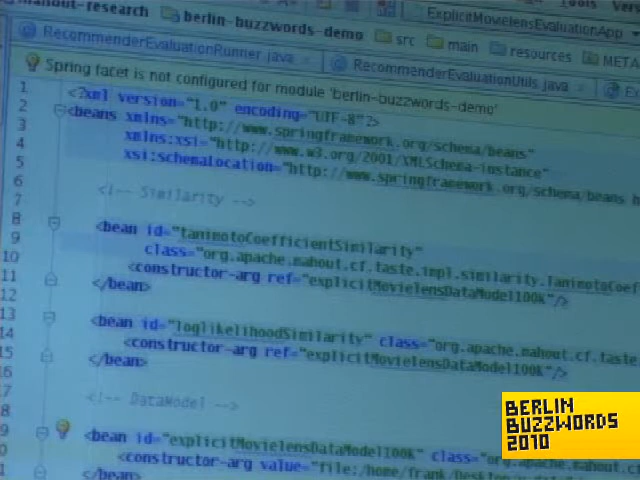 mahout-research berlin-buzzwords-demo src main resources META
ExplicitMovielensEvaluationApp
Tools
RecommenderEvaluationRunner.java RecommenderEvaluationUtils.java
Spring facet is not configured for module 'berlin-buzzwords-demo'
1 <?xml version="1.0" encoding="UTF-8"?>
2 <beans xmlns="http://www.springframework.org/schema/beans"
3 xmlns:xsi="http://www.w3.org/2001/XMLSchema-instance"
4 xsi:schemaLocation="http://www.springframework.org/schema/beans h
5
6 <!-- Similarity -->
7
8 <bean id="tanimotoCoefficientSimilarity"
9 class="org.apache.mahout.cf.taste.impl.similarity.TanimotoCoef
10 <constructor-arg ref="explicitMovielensDataModel100k"/>
11 </bean>
12
13 <bean id="loglikelihoodSimilarity" class="org.apache.mahout.cf.taste
14 <constructor-arg ref="explicitMovielensDataModel100k"/>
15 </bean>
16
17 <!-- DataModel -->
8
9 <bean id="explicitMovielensDataModel100k" class="org.apache.mahout.cf
<constructor-arg value="file:/home/frank/Desktop
</bean>
BERLIN
BUZZWORDS
2010